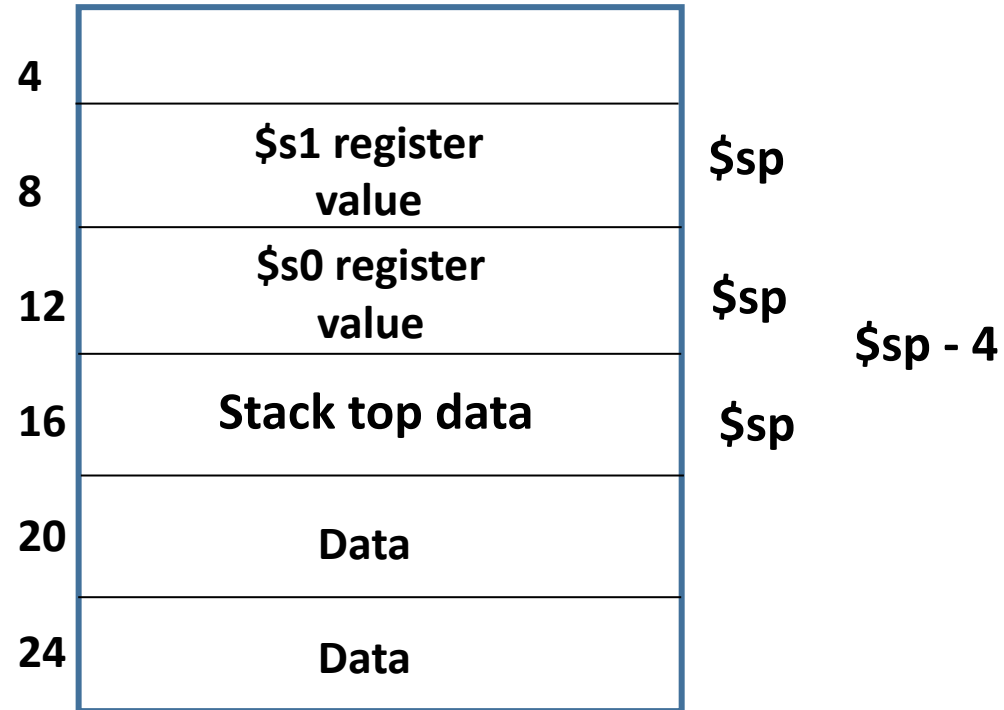 4
$s1 register
value
$sp
8
$s0 register
value
$sp
12
$sp - 4
Stack top data
$sp
16
20
Data
24
Data